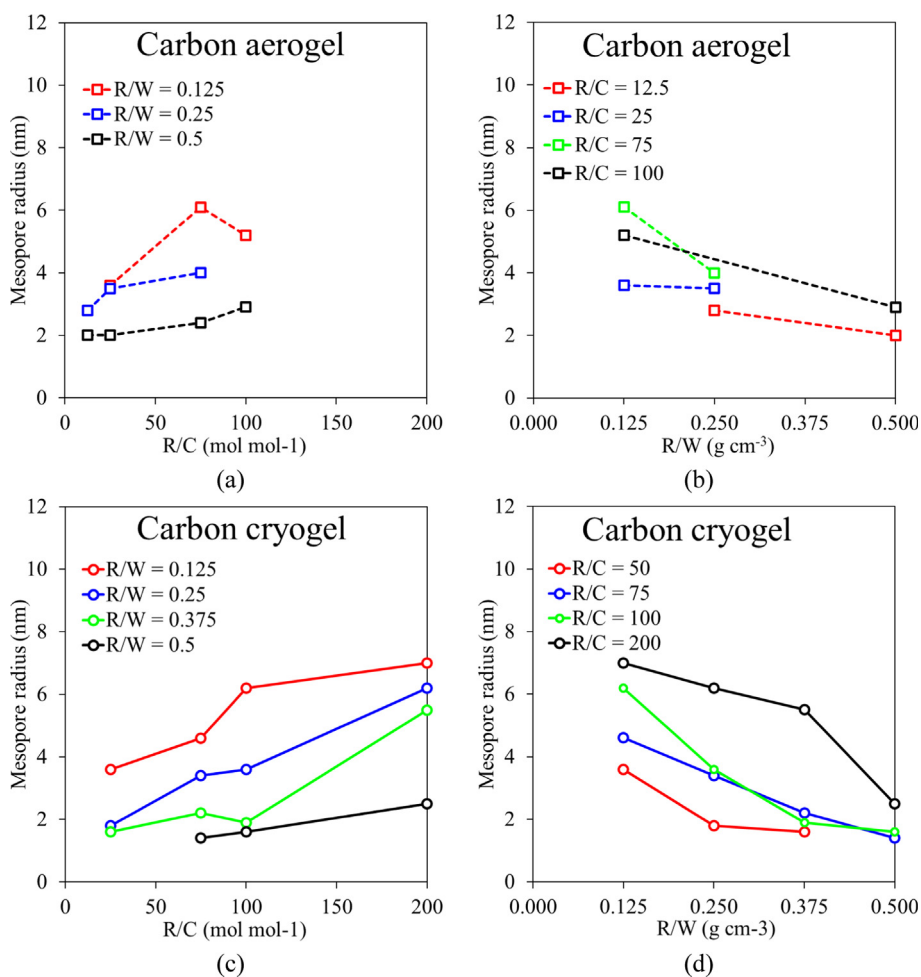 Carbon aerogel
R/W = 0.125
R/W = 0.25
R/W = 0.5
Mesopore radius (nm)
12
10
8
6
4
2
0
0 50 100 150 200
R/C (mol mol-1)
(a)
Carbon aerogel
R/C = 12.5
R/C = 25
R/C = 75
R/C = 100
Mesopore radius (nm)
12
10
8
6
4
2
0
0.000 0.125 0.250 0.375 0.500
R/W (g cm⁻³)
(b)
Carbon cryogel
R/W = 0.125
R/W = 0.25
R/W = 0.375
R/W = 0.5
Mesopore radius (nm)
12
10
8
6
4
2
0
0 50 100 150 200
R/C (mol mol-1)
(c)
Carbon cryogel
R/C = 50
R/C = 75
R/C = 100
R/C = 200
Mesopore radius (nm)
12
10
8
6
4
2
0
0.000 0.125 0.250 0.375 0.500
R/W (g cm-3)
(d)